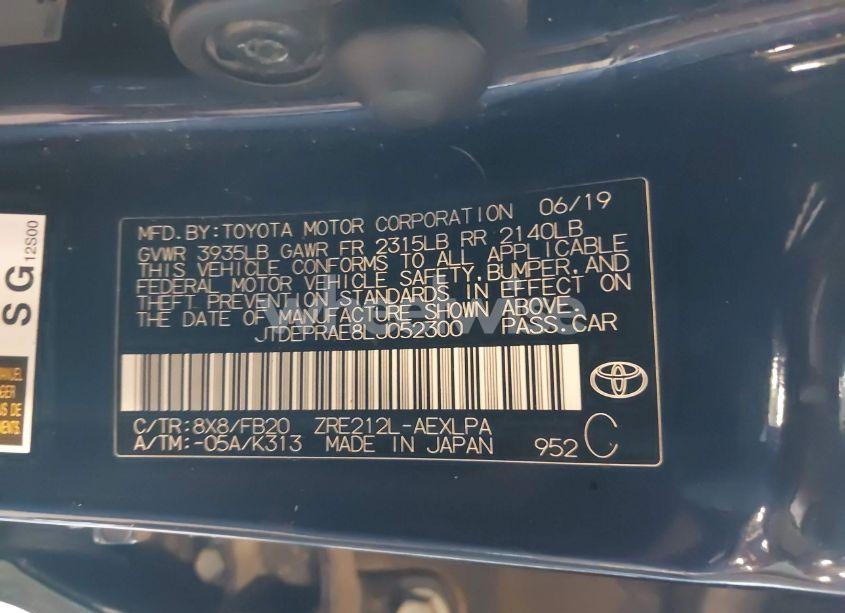 MFD.BY:TOYOTA MOTOR CORPORATION 06/19
GVWR 3935LB GAWR FR 2315LB RR 2140LB
THIS VEHICLE CONFORMS TO ALL APPLICABLE
FEDERAL MOTOR VEHICLE SAFETY,BUMPER,AND
THEFT PREVENTION STANDARDS IN EFFECT ON
THE DATE OF MANUFACTURE SHOWN ABOVE.
JTDEPRAE8LJ052300 PASS.CAR
C/TR:8X8/FB20 ZRE212L-AEXLPA
A/TM:-05A/K313 MADE IN JAPAN 952 C
SG
12S00